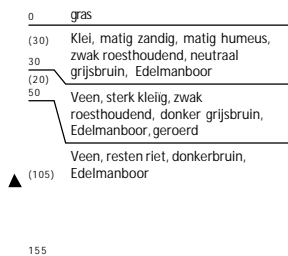 0 gras
(30) Klei, matig zandig, matig humeus,
zwak roesthoudend, neutraal
30 grijsbruin, Edelmanboor
(20)
50 Veen, sterk kleiïg, zwak
roesthoudend, donker grijsbruin,
Edelmanboor, geroerd
Veen, resten riet, donkerbruin,
(105) Edelmanboor
155